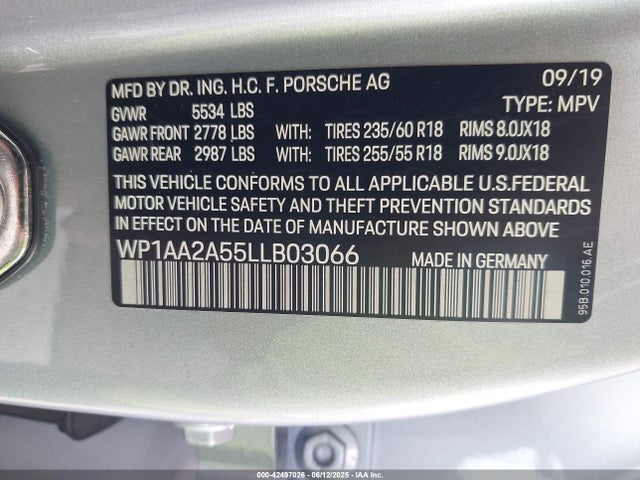 MFD BY DR. ING. H.C. F. PORSCHE AG 09/19
GVWR 5534 LBS TYPE: MPV
GAWR FRONT 2778 LBS WITH: TIRES 235/60 R18 RIMS 8.0JX18
GAWR REAR 2987 LBS WITH: TIRES 255/55 R18 RIMS 9.0JX18
THIS VEHICLE CONFORMS TO ALL APPLICABLE U.S.FEDERAL
MOTOR VEHICLE SAFETY AND THEFT PREVENTION STANDARDS
IN EFFECT ON THE DATE OF MANUFACTURE SHOWN ABOVE
WP1AA2A55LLB03066 MADE IN GERMANY
95B.010.016.AE
000-42497026 - 06/12/2025 - IAAI.COM